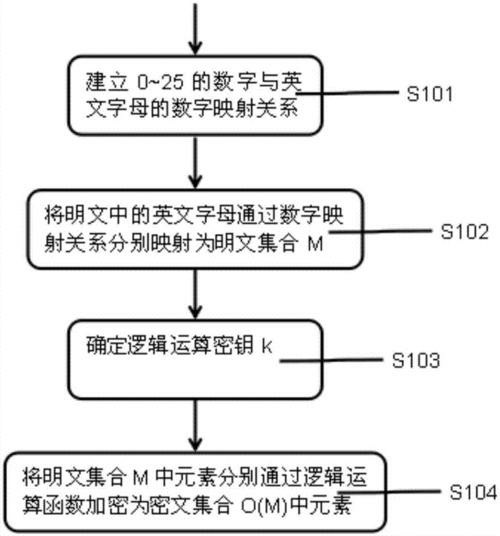 建立 0~25 的数字与英
文字母的数字映射关系
S101
将明文中的英文字母通过数字映
射关系分别映射为明文集合 M
S102
确定逻辑运算密钥 k
S103
将明文集合 M 中元素分别通过逻辑运
算函数加密为密文集合 O(M)中元素
S104